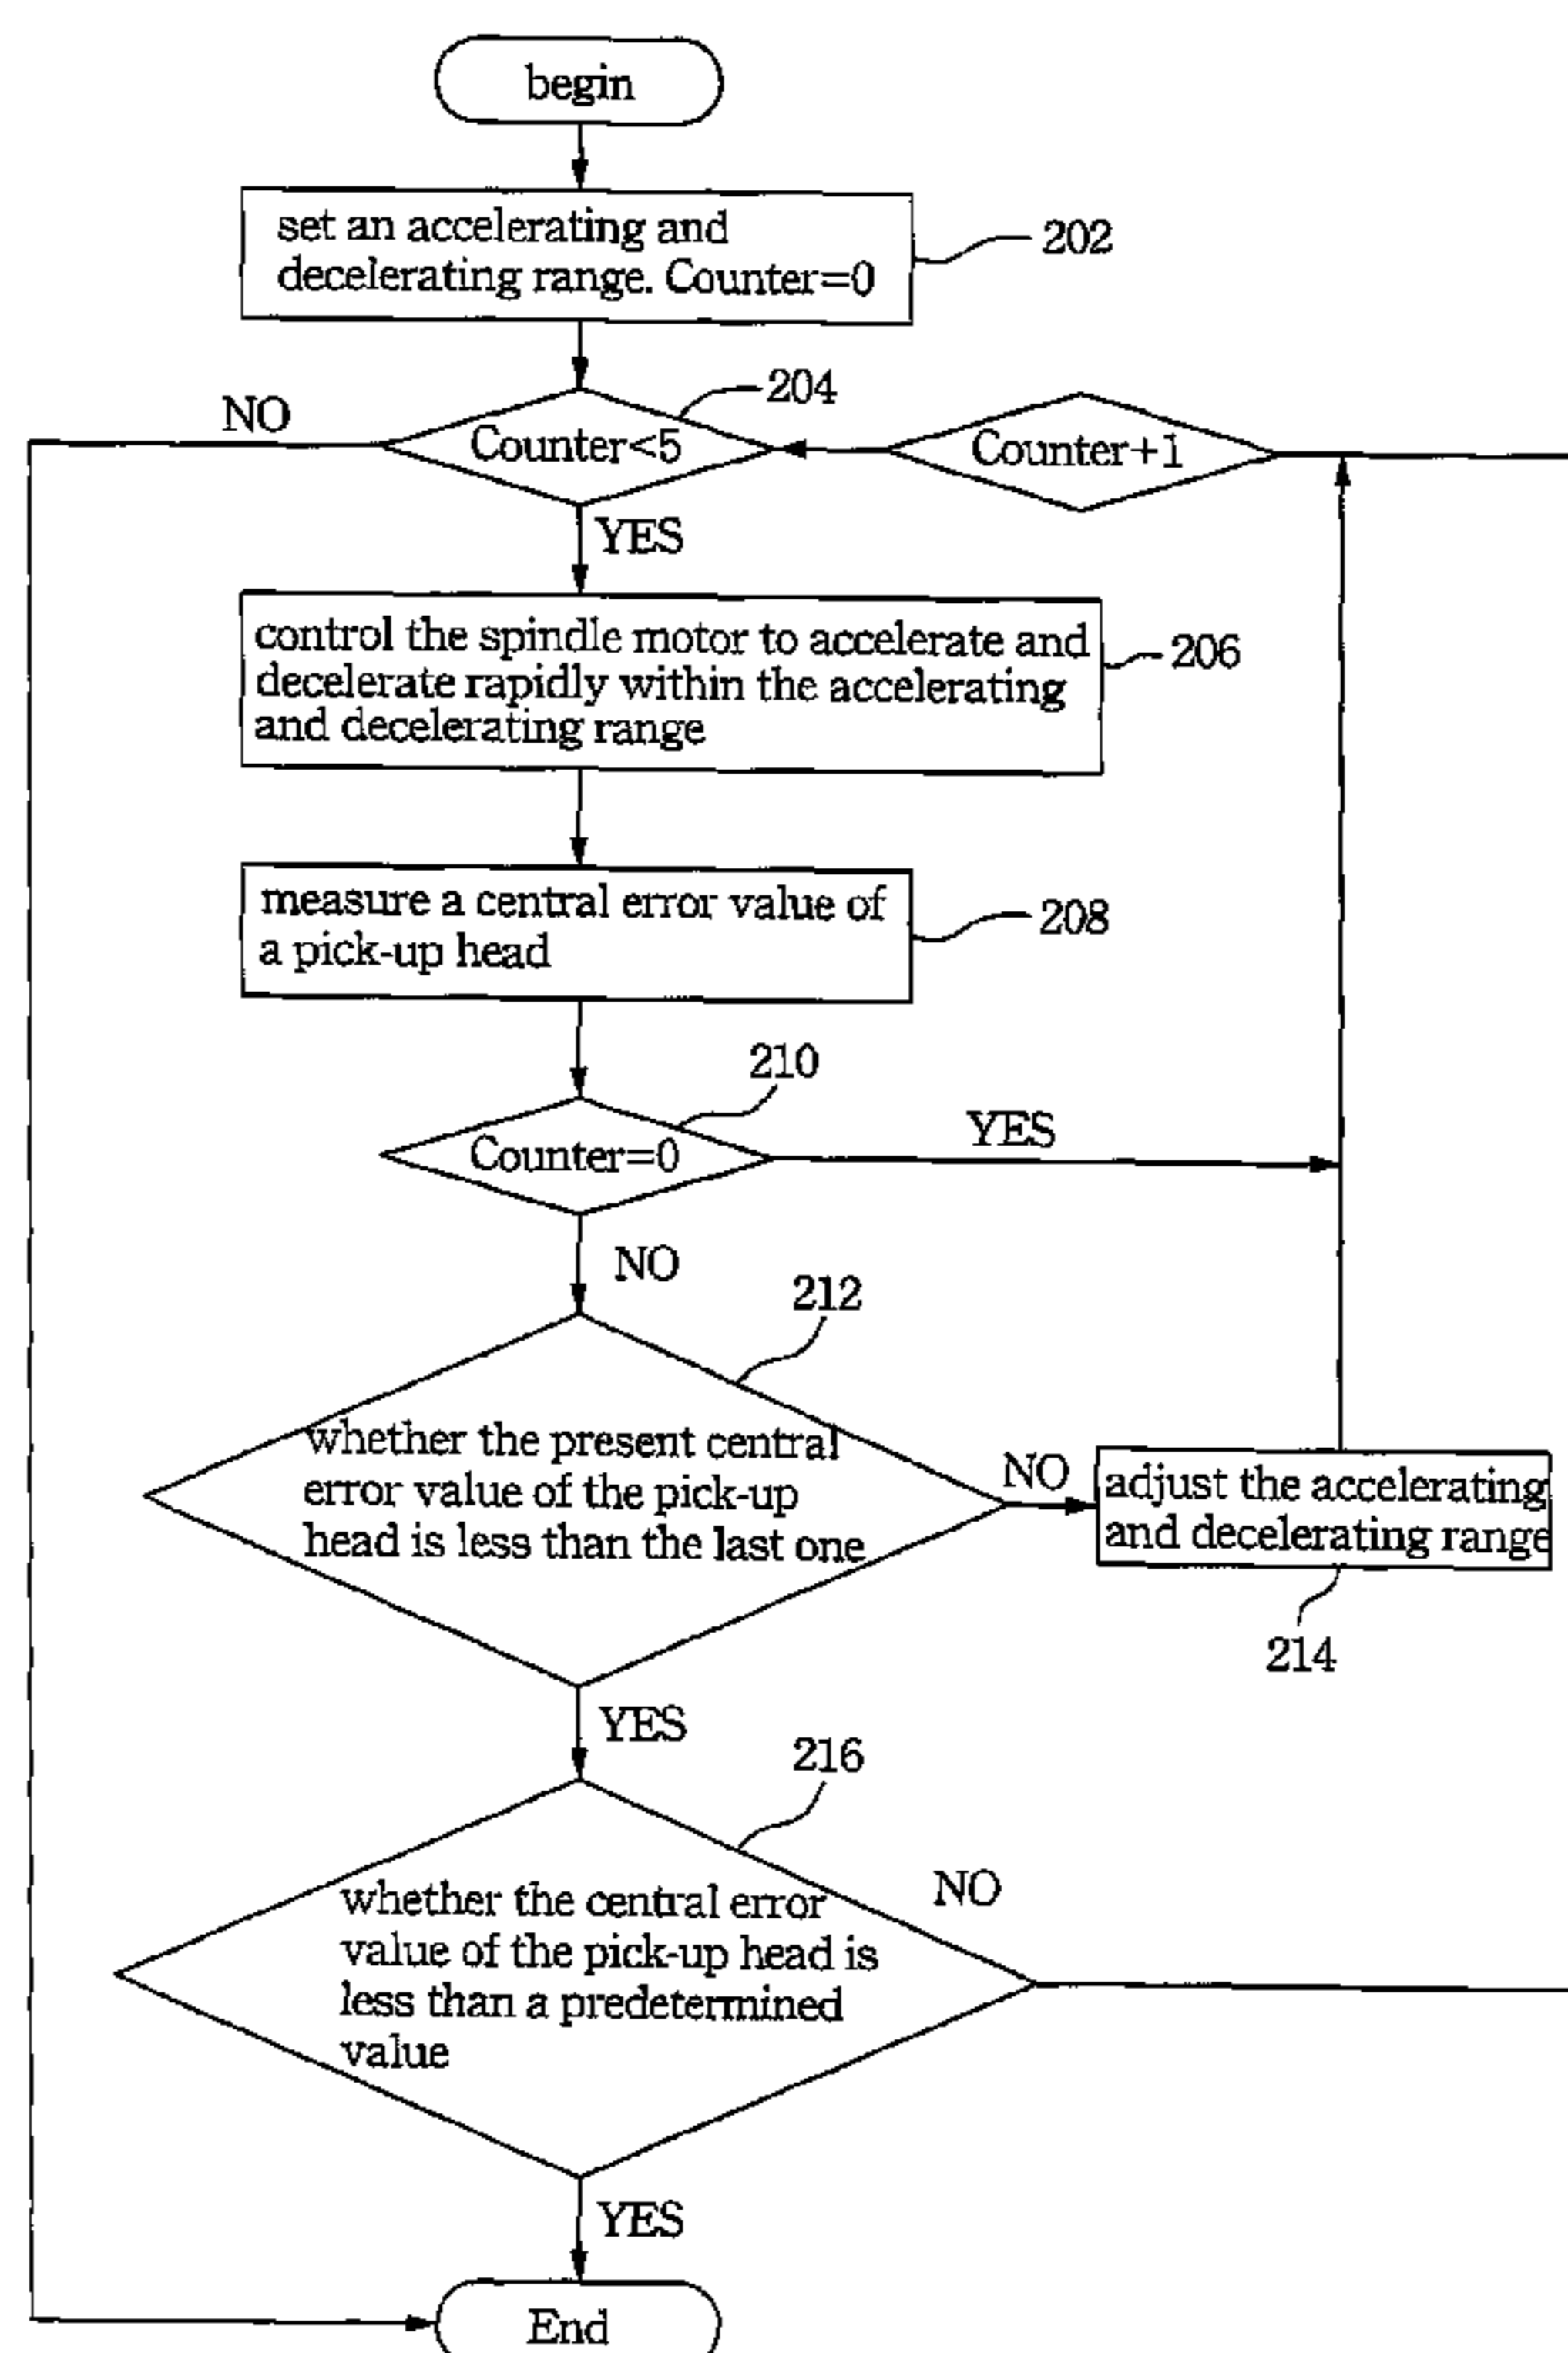 begin
set an accelerating and
decelerating range. Counter=0
202
NO
204
Counter<5
Counter+1
YES
control the spindle motor to accelerate and
decelerate rapidly within the accelerating
and decelerating range
206
measure a central error value of
a pick-up head
208
210
Counter=0
YES
NO
212
whether the present central
error value of the pick-up
head is less than the last one
NO
adjust the accelerating
and decelerating range
214
YES
216
whether the central error
value of the pick-up head is
less than a predetermined
value
NO
YES
End